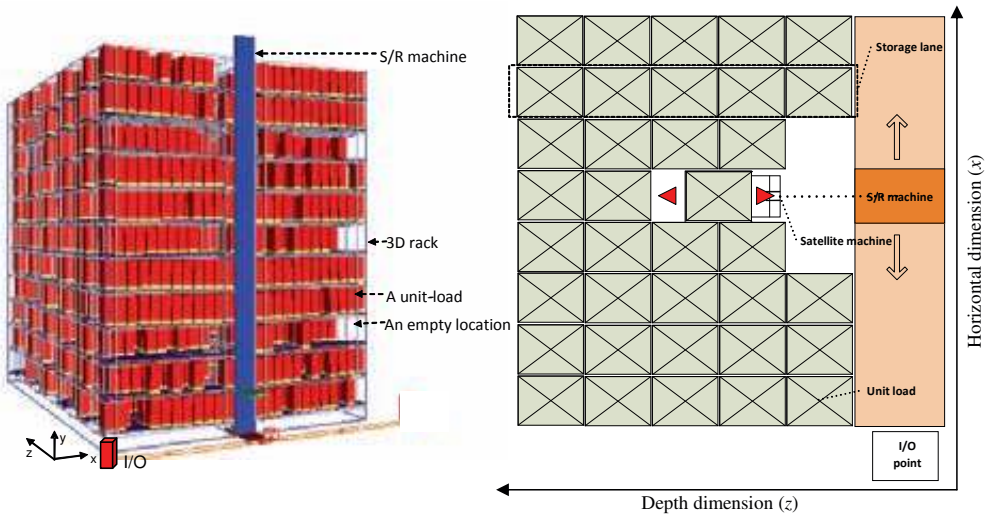 S/R machine
3D rack
A unit-load
An empty location
y
z
x
I/O
Storage lane
S/R machine
Satellite machine
Unit load
I/O
point
Horizontal dimension (x)
Depth dimension (z)